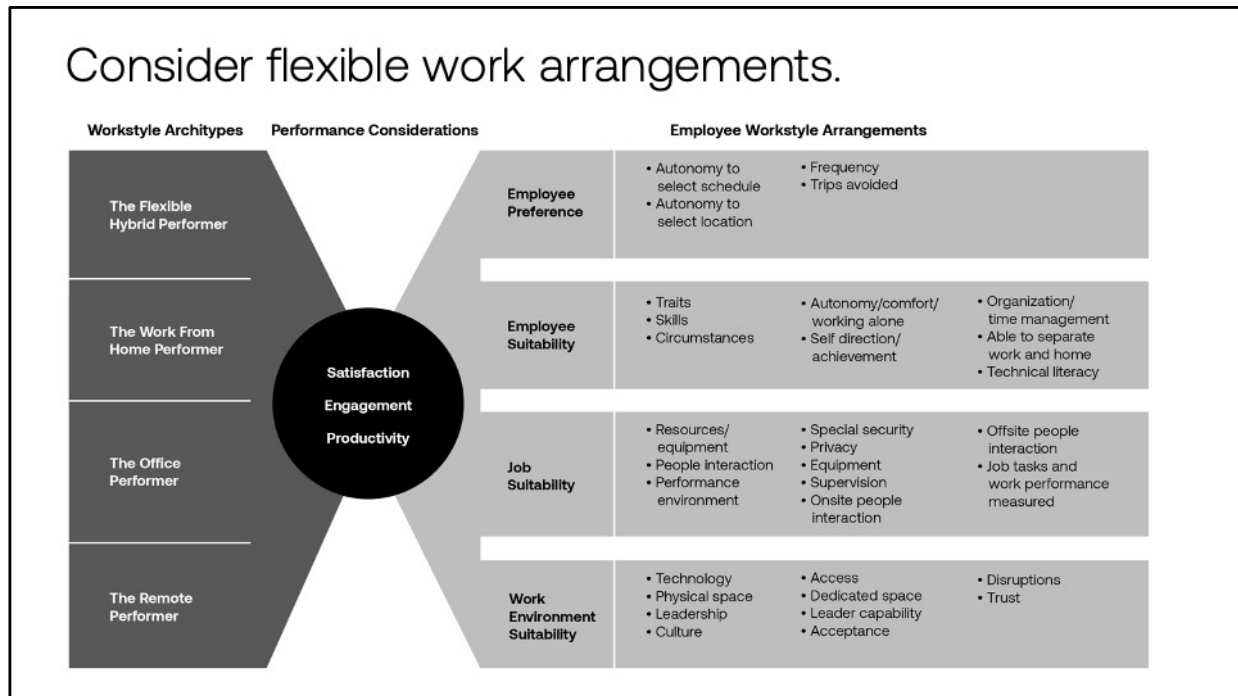 Consider flexible work arrangements.
Workstyle Architypes
Performance Considerations
Employee Workstyle Arrangements
The Flexible
Hybrid Performer
The Work From
Home Performer
The Office
Performer
The Remote
Performer
Satisfaction
Engagement
Productivity
Employee
Preference
• Autonomy to
select schedule
• Autonomy to
select location
• Frequency
• Trips avoided
Employee
Suitability
• Traits
• Skills
• Circumstances
• Autonomy/comfort/
working alone
• Self direction/
achievement
• Organization/
time management
• Able to separate
work and home
• Technical literacy
Job
Suitability
• Resources/
equipment
• People interaction
• Performance
environment
• Special security
• Privacy
• Equipment
• Supervision
• Onsite people
interaction
• Offsite people
interaction
• Job tasks and
work performance
measured
Work
Environment
Suitability
• Technology
• Physical space
• Leadership
• Culture
• Access
• Dedicated space
• Leader capability
• Acceptance
• Disruptions
• Trust